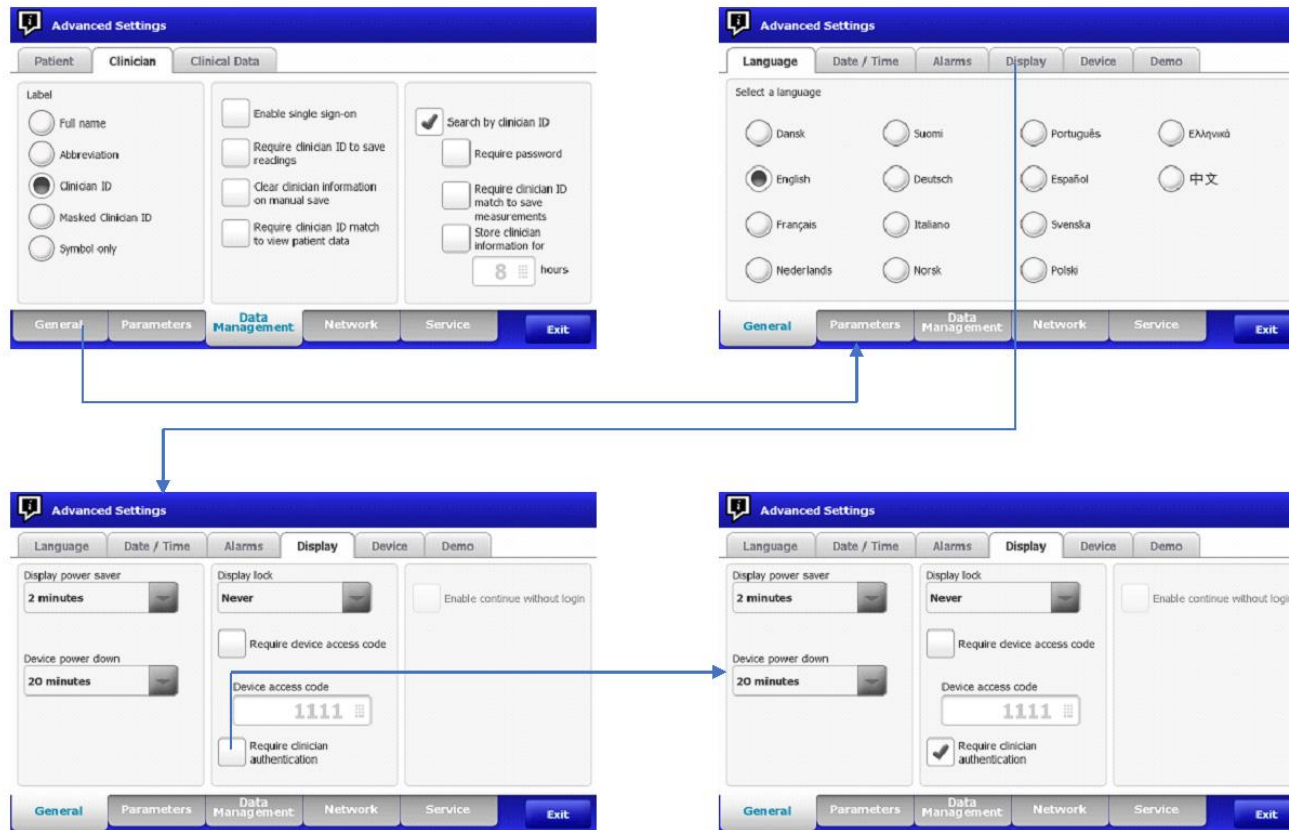 Advanced Settings
Patient
Clinician
Clinical Data
Label
Full name
Abbreviation
Clinician ID
Masked Clinician ID
Symbol only
Enable single sign-on
Require clinician ID to save
readings
Clear clinician information
on manual save
Require clinician ID match
to view patient data
Search by clinician ID
Require password
Require clinician ID
match to save
measurements
Store clinician
information for
8 hours
General
Parameters
Data
Management
Network
Service
Exit
Advanced Settings
Language
Date / Time
Alarms
Display
Device
Demo
Select a language
Dansk
Suomi
Português
Ελληνικά
English
Deutsch
Español
中文
Français
Italiano
Svenska
Nederlands
Norsk
Polski
General
Parameters
Data
Management
Network
Service
Exit
Advanced Settings
Language
Date / Time
Alarms
Display
Device
Demo
Display power saver
2 minutes
Device power down
20 minutes
Display lock
Never
Require device access code
Device access code
1111
Require clinician
authentication
Enable continue without login
General
Parameters
Data
Management
Network
Service
Exit
Advanced Settings
Language
Date / Time
Alarms
Display
Device
Demo
Display power saver
2 minutes
Device power down
20 minutes
Display lock
Never
Require device access code
Device access code
1111
Require clinician
authentication
Enable continue without login
General
Parameters
Data
Management
Network
Service
Exit